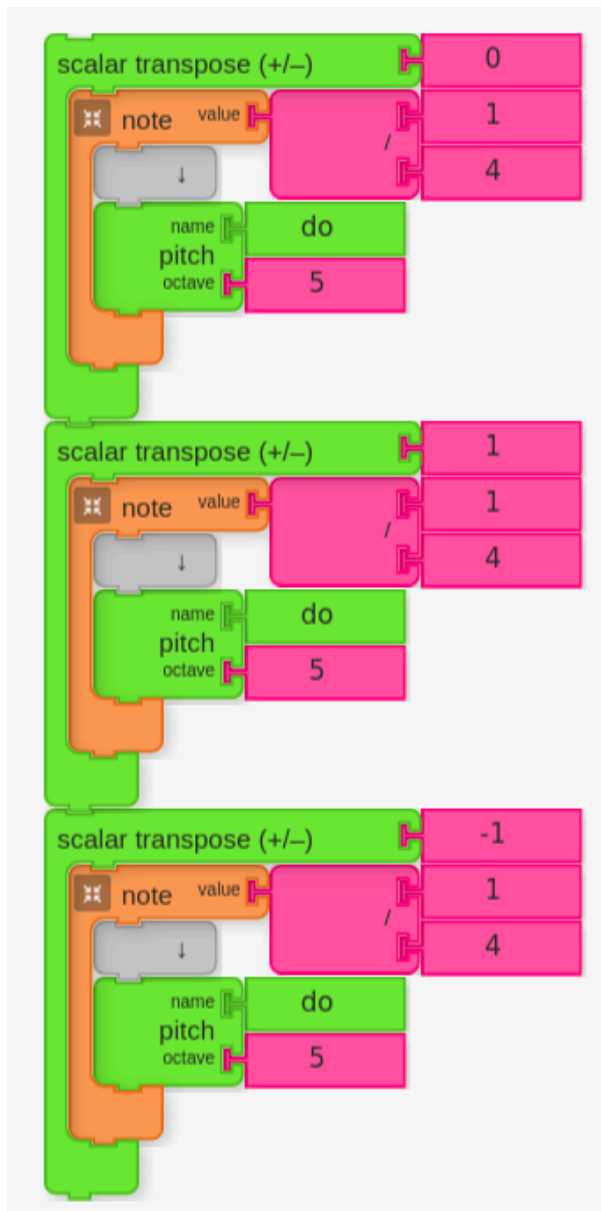 scalar transpose (+/–) 0
note value 1
/
4
↓
name do
pitch
octave 5
scalar transpose (+/–) 1
note value 1
/
4
↓
name do
pitch
octave 5
scalar transpose (+/–) -1
note value 1
/
4
↓
name do
pitch
octave 5